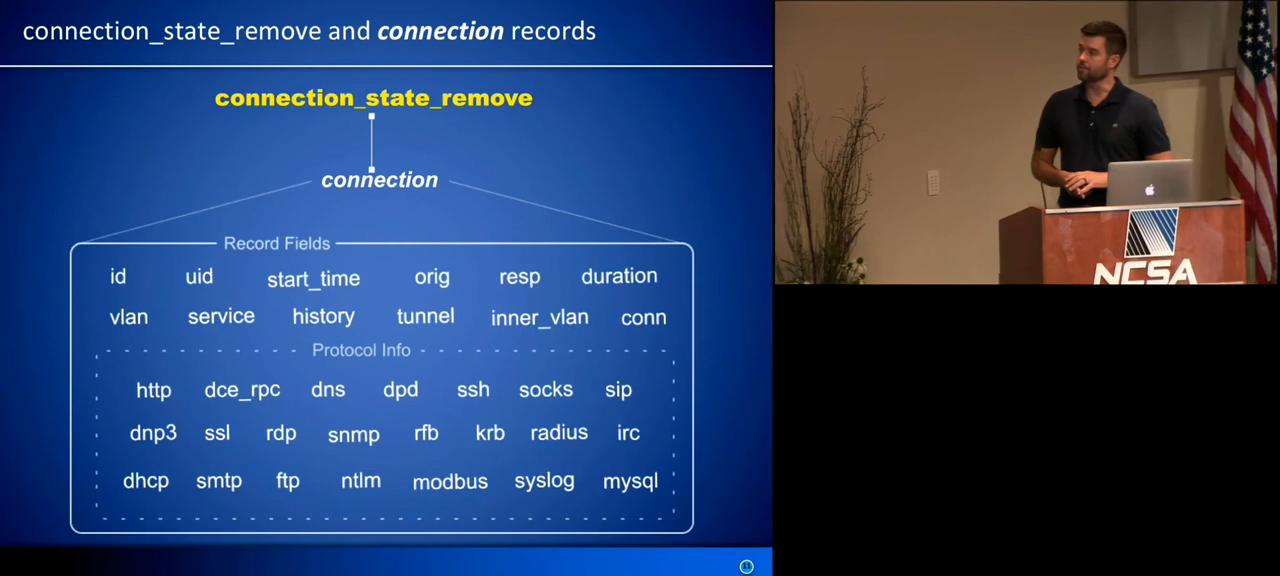 connection_state_remove and connection records
connection_state_remove
connection
Record Fields
id uid start_time orig resp duration
vlan service history tunnel inner_vlan conn
Protocol Info
http dce_rpc dns dpd ssh socks sip
dnp3 ssl rdp snmp rfb krb radius irc
dhcp smtp ftp ntlm modbus syslog mysql
11
NCSA